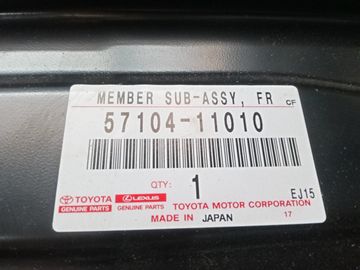 MEMBER SUB-ASSY, FR CF
57104-11010
QTY: 1 EJ15
TOYOTA LEXUS TOYOTA MOTOR CORPORATION
GENUINE PARTS GENUINE PARTS MADE IN JAPAN 17